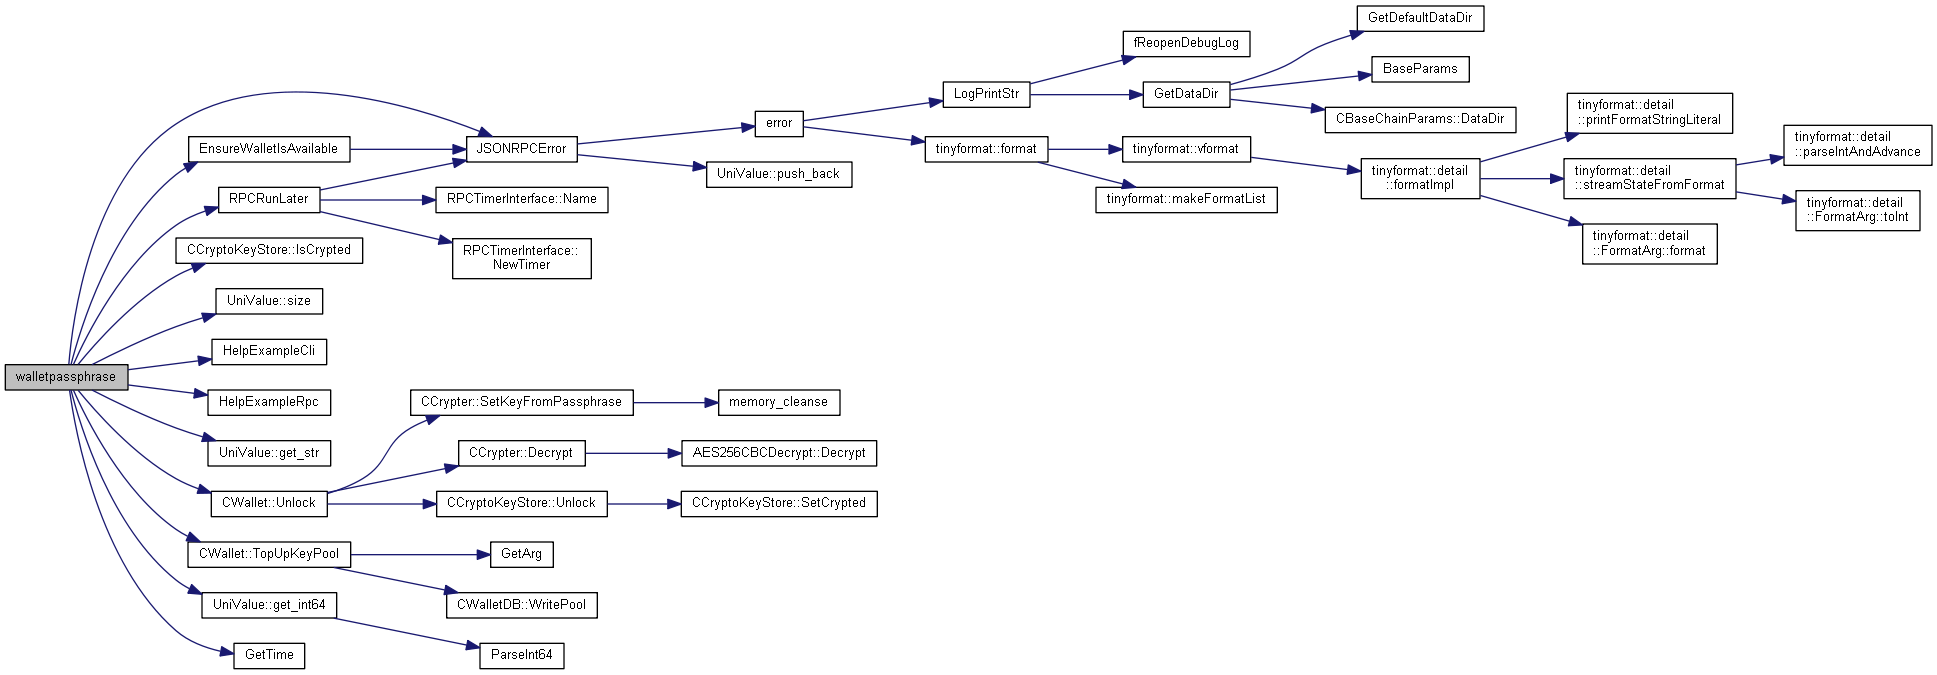 GetDefaultDataDir
fReopenDebugLog
BaseParams
LogPrintStr
GetDataDir
tinyformat::detail
::printFormatStringLiteral
CBaseChainParams::DataDir
error
tinyformat::detail
::parseIntAndAdvance
EnsureWalletIsAvailable
JSONRPCError
tinyformat::format
tinyformat::vformat
tinyformat::detail
::formatImpl
tinyformat::detail
::streamStateFromFormat
UniValue::push_back
RPCRunLater
RPCTimerInterface::Name
tinyformat::makeFormatList
tinyformat::detail
::FormatArg::toInt
CCryptoKeyStore::IsCrypted
RPCTimerInterface::
NewTimer
tinyformat::detail
::FormatArg::format
UniValue::size
HelpExampleCli
walletpassphrase
HelpExampleRpc
CCrypter::SetKeyFromPassphrase
memory_cleanse
UniValue::get_str
CCrypter::Decrypt
AES256CBCDecrypt::Decrypt
CWallet::Unlock
CCryptoKeyStore::Unlock
CCryptoKeyStore::SetCrypted
CWallet::TopUpKeyPool
GetArg
UniValue::get_int64
CWalletDB::WritePool
GetTime
ParseInt64